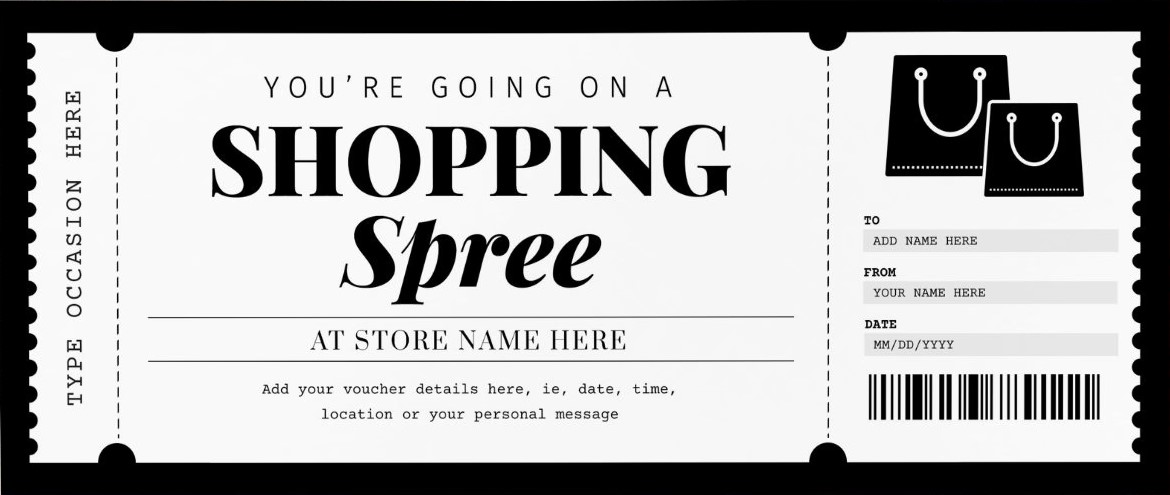 TYPE OCCASION HERE
YOU'RE GOING ON A
SHOPPING
Spree
AT STORE NAME HERE
Add your voucher details here, ie, date, time,
location or your personal message
TO
ADD NAME HERE
FROM
YOUR NAME HERE
DATE
MM/DD/YYYY